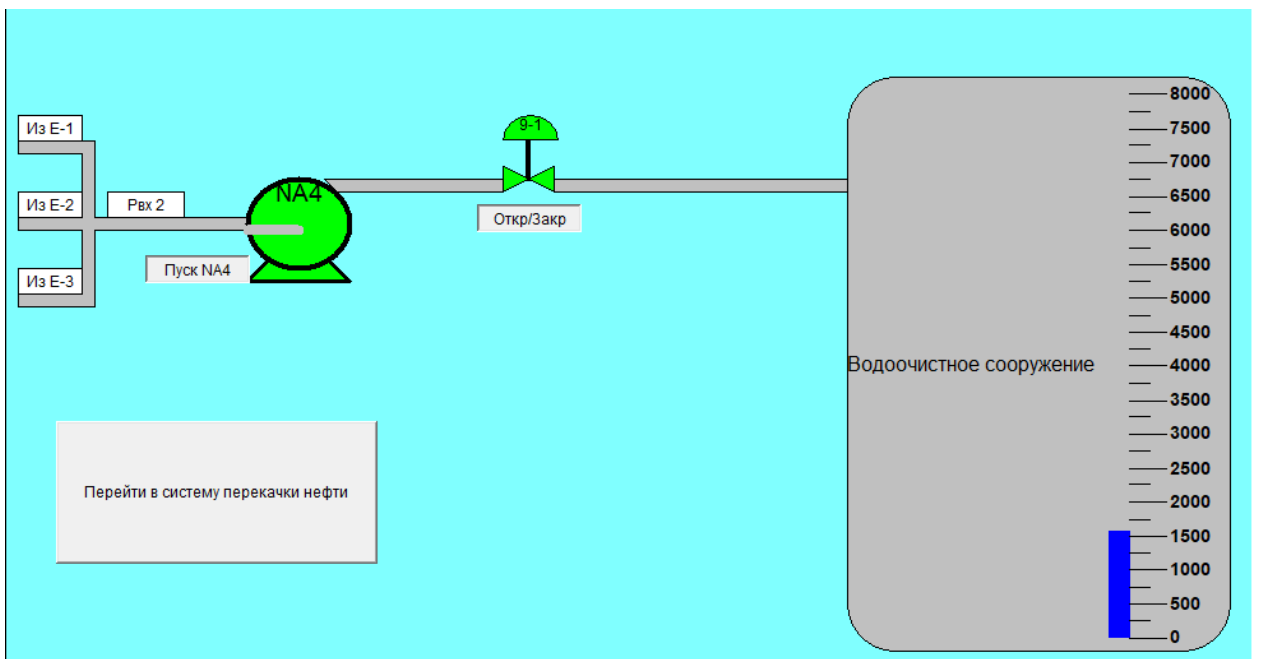 Из Е-1
Из Е-2
Рвх 2
Из Е-3
Пуск NA4
NA4
9-1
Откр/Закр
Перейти в систему перекачки нефти
Водоочистное сооружение
8000
7500
7000
6500
6000
5500
5000
4500
4000
3500
3000
2500
2000
1500
1000
500
0